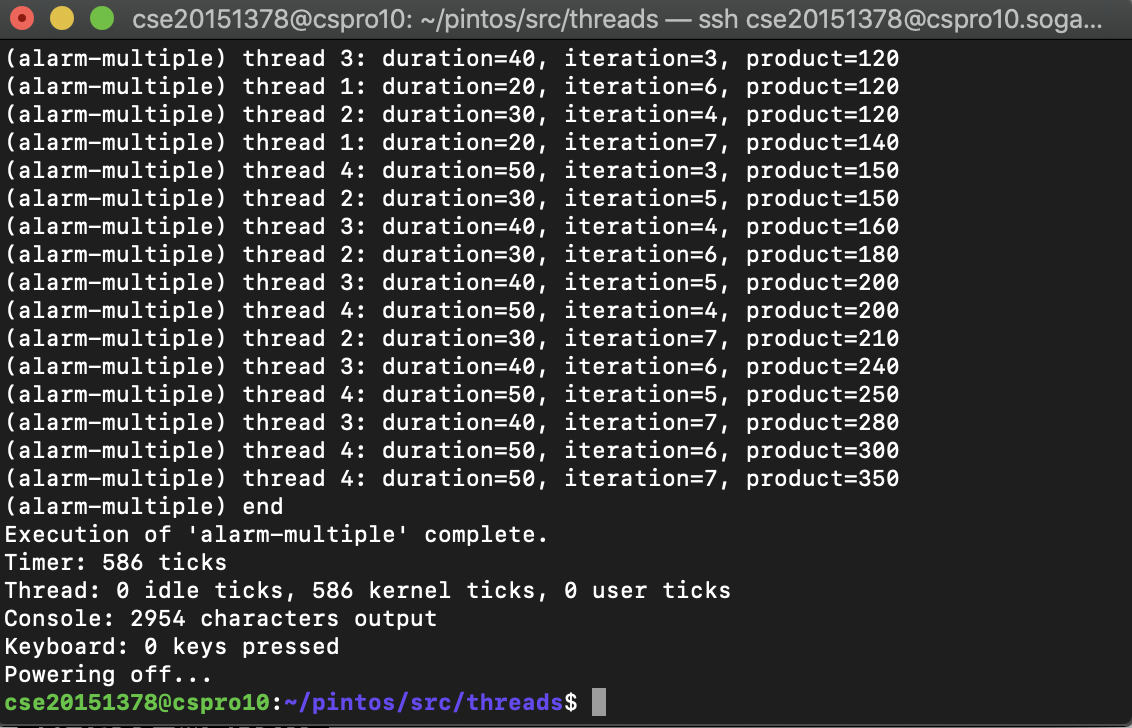 cse20151378@cspro10: ~/pintos/src/threads — ssh cse20151378@cspro10.soga...
(alarm-multiple) thread 3: duration=40, iteration=3, product=120
(alarm-multiple) thread 1: duration=20, iteration=6, product=120
(alarm-multiple) thread 2: duration=30, iteration=4, product=120
(alarm-multiple) thread 1: duration=20, iteration=7, product=140
(alarm-multiple) thread 4: duration=50, iteration=3, product=150
(alarm-multiple) thread 2: duration=30, iteration=5, product=150
(alarm-multiple) thread 3: duration=40, iteration=4, product=160
(alarm-multiple) thread 2: duration=30, iteration=6, product=180
(alarm-multiple) thread 3: duration=40, iteration=5, product=200
(alarm-multiple) thread 4: duration=50, iteration=4, product=200
(alarm-multiple) thread 2: duration=30, iteration=7, product=210
(alarm-multiple) thread 3: duration=40, iteration=6, product=240
(alarm-multiple) thread 4: duration=50, iteration=5, product=250
(alarm-multiple) thread 3: duration=40, iteration=7, product=280
(alarm-multiple) thread 4: duration=50, iteration=6, product=300
(alarm-multiple) thread 4: duration=50, iteration=7, product=350
(alarm-multiple) end
Execution of 'alarm-multiple' complete.
Timer: 586 ticks
Thread: 0 idle ticks, 586 kernel ticks, 0 user ticks
Console: 2954 characters output
Keyboard: 0 keys pressed
Powering off...
cse20151378@cspro10:~/pintos/src/threads$